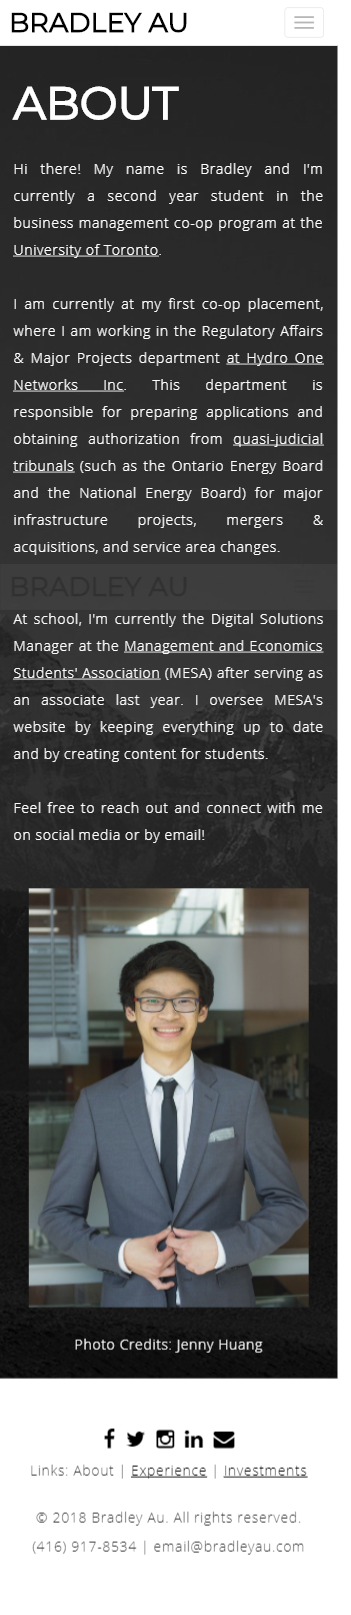 BRADLEY AU
ABOUT
Hi there! My name is Bradley and I'm
currently a second year student in the
business management co-op program at the
University of Toronto.
I am currently at my first co-op placement,
where I am working in the Regulatory Affairs
& Major Projects department at Hydro One
Networks Inc. This department is
responsible for preparing applications and
obtaining authorization from quasi-judicial
tribunals (such as the Ontario Energy Board
and the National Energy Board) for major
infrastructure projects, mergers &
acquisitions, and service area changes.
BRADLEY AU
At school, I'm currently the Digital Solutions
Manager at the Management and Economics
Students' Association (MESA) after serving as
an associate last year. I oversee MESA's
website by keeping everything up to date
and by creating content for students.
Feel free to reach out and connect with me
on social media or by email!
Photo Credits: Jenny Huang
Links: About | Experience | Investments
© 2018 Bradley Au. All rights reserved.
(416) 917-8534 | email@bradleyau.com